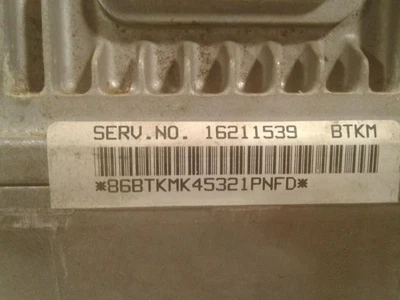 SERV.NO. 16211539 BTKM
*86BTKMK45321PNFD*